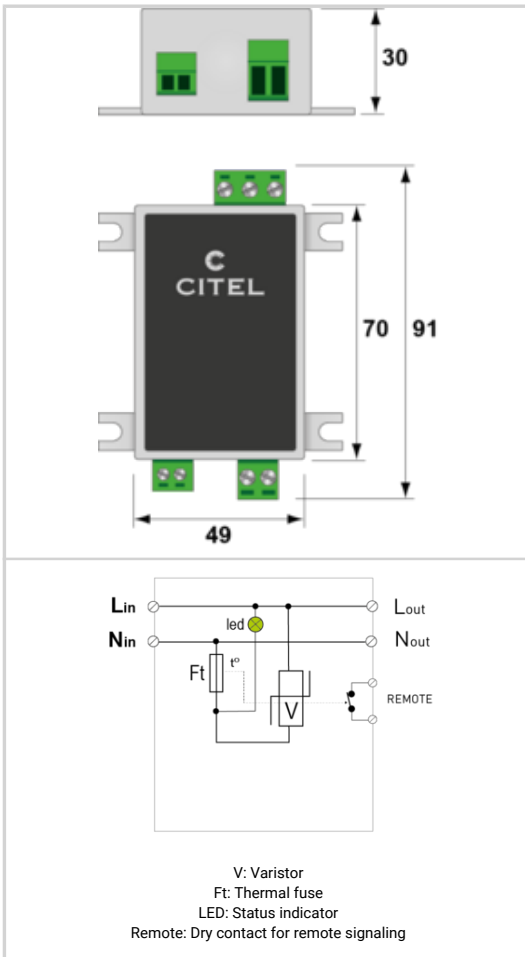 30
C
CITEL
70
91
49
Lin
Lout
led
Nin
Nout
Ft
t°
V
REMOTE
V: Varistor
Ft: Thermal fuse
LED: Status indicator
Remote: Dry contact for remote signaling